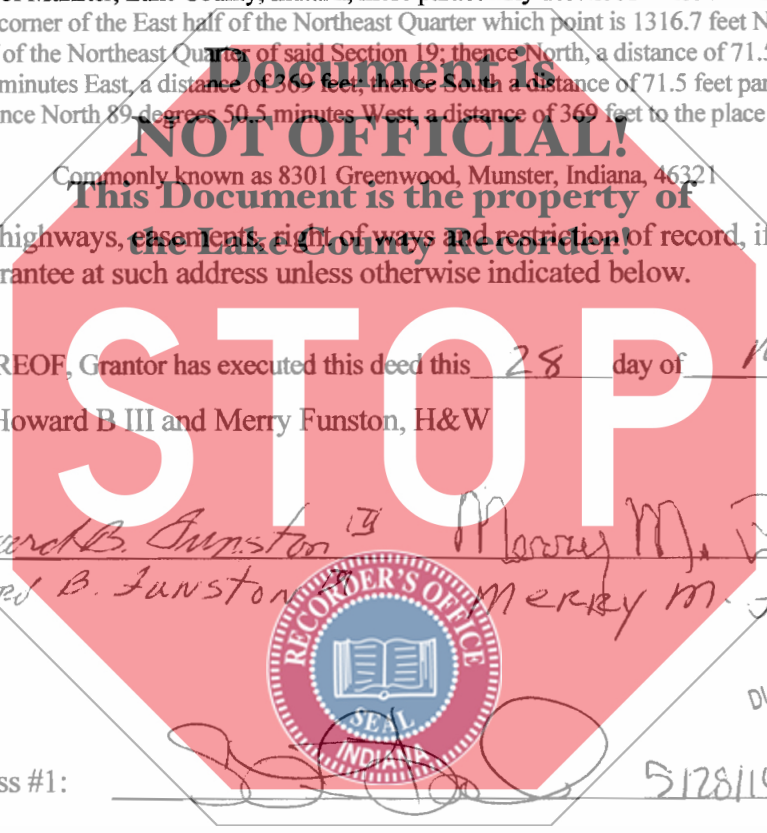 corner of the East half of the Northeast Quarter which point is 1316.7 feet N
of the Northeast Quarter of said Section 19; thence North, a distance of 71.5
Document is
minutes East, a distance of 369 feet; thence South a distance of 71.5 feet par
nce North 89 degrees 50.5 minutes West, a distance of 369 feet to the place
NOT OFFICIAL!
Commonly known as 8301 Greenwood, Munster, Indiana, 46321
This Document is the property of
highways, easements, right of ways and restriction of record, if
the Lake County Recorder!
rantee at such address unless otherwise indicated below.
STOP
REOF, Grantor has executed this deed this 28 day of
Howard B III and Merry Funston, H&W
B. Funston III Merry M.
B. Funston III Merry M.
RECORDER'S OFFICE
SEAL
INDIANA
ss #1: 5/28/1